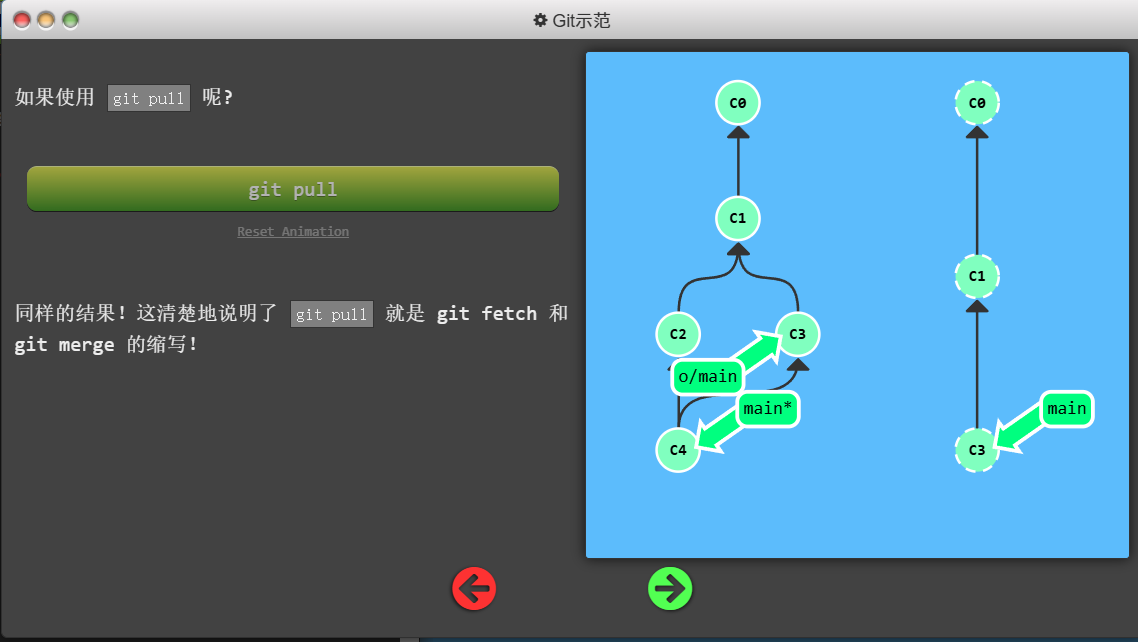 Git示范
如果使用 git pull 呢?
git pull
Reset Animation
同样的结果！这清楚地说明了 git pull 就是 git fetch 和
git merge 的缩写！
C0
C0
C1
C1
C2
C3
o/main
main*
main
C4
C3